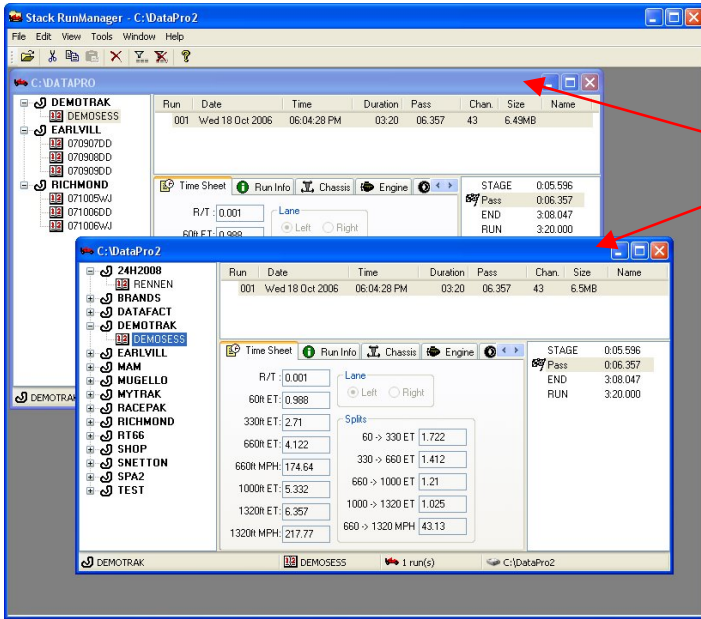 Stack RunManager - C:\DataPro2
File Edit View Tools Window Help
C:\DATAPRO
DEMOTRAK
DEMOSESS
EARLVILL
070907DD
070908DD
070909DD
RICHMOND
071005WJ
071006DD
071006WJ
Run Date Time Duration Pass Chan. Size Name
001 Wed 18 Oct 2006 06:04:28 PM 03:20 06.357 43 6.49MB
Time Sheet Run Info Chassis Engine
R/T : 0.001
Lane
Left Right
60ft ET: 0.988
STAGE 0:05.596
Pass 0:06.357
END 3:08.047
RUN 3:20.000
DEMOTRAK
C:\DataPro2
24H2008
RENNEN
BRANDS
DATAFACT
DEMOTRAK
DEMOSESS
EARLVILL
MAM
MUGELLO
MYTRAK
RACEPAK
RICHMOND
RT66
SHOP
SNETTON
SPA2
TEST
Run Date Time Duration Pass Chan. Size Name
001 Wed 18 Oct 2006 06:04:28 PM 03:20 06.357 43 6.5MB
Time Sheet Run Info Chassis Engine
R/T : 0.001
60ft ET: 0.988
330ft ET: 2.71
660ft ET: 4.122
660ft MPH: 174.64
1000ft ET: 5.332
1320ft ET: 6.357
1320ft MPH: 217.77
Lane
Left Right
Splits
60 -> 330 ET 1.722
330 -> 660 ET 1.412
660 -> 1000 ET 1.21
1000 -> 1320 ET 1.025
660 -> 1320 MPH 43.13
STAGE 0:05.596
Pass 0:06.357
END 3:08.047
RUN 3:20.000
DEMOTRAK DEMOSESS 1 run(s) C:\DataPro2